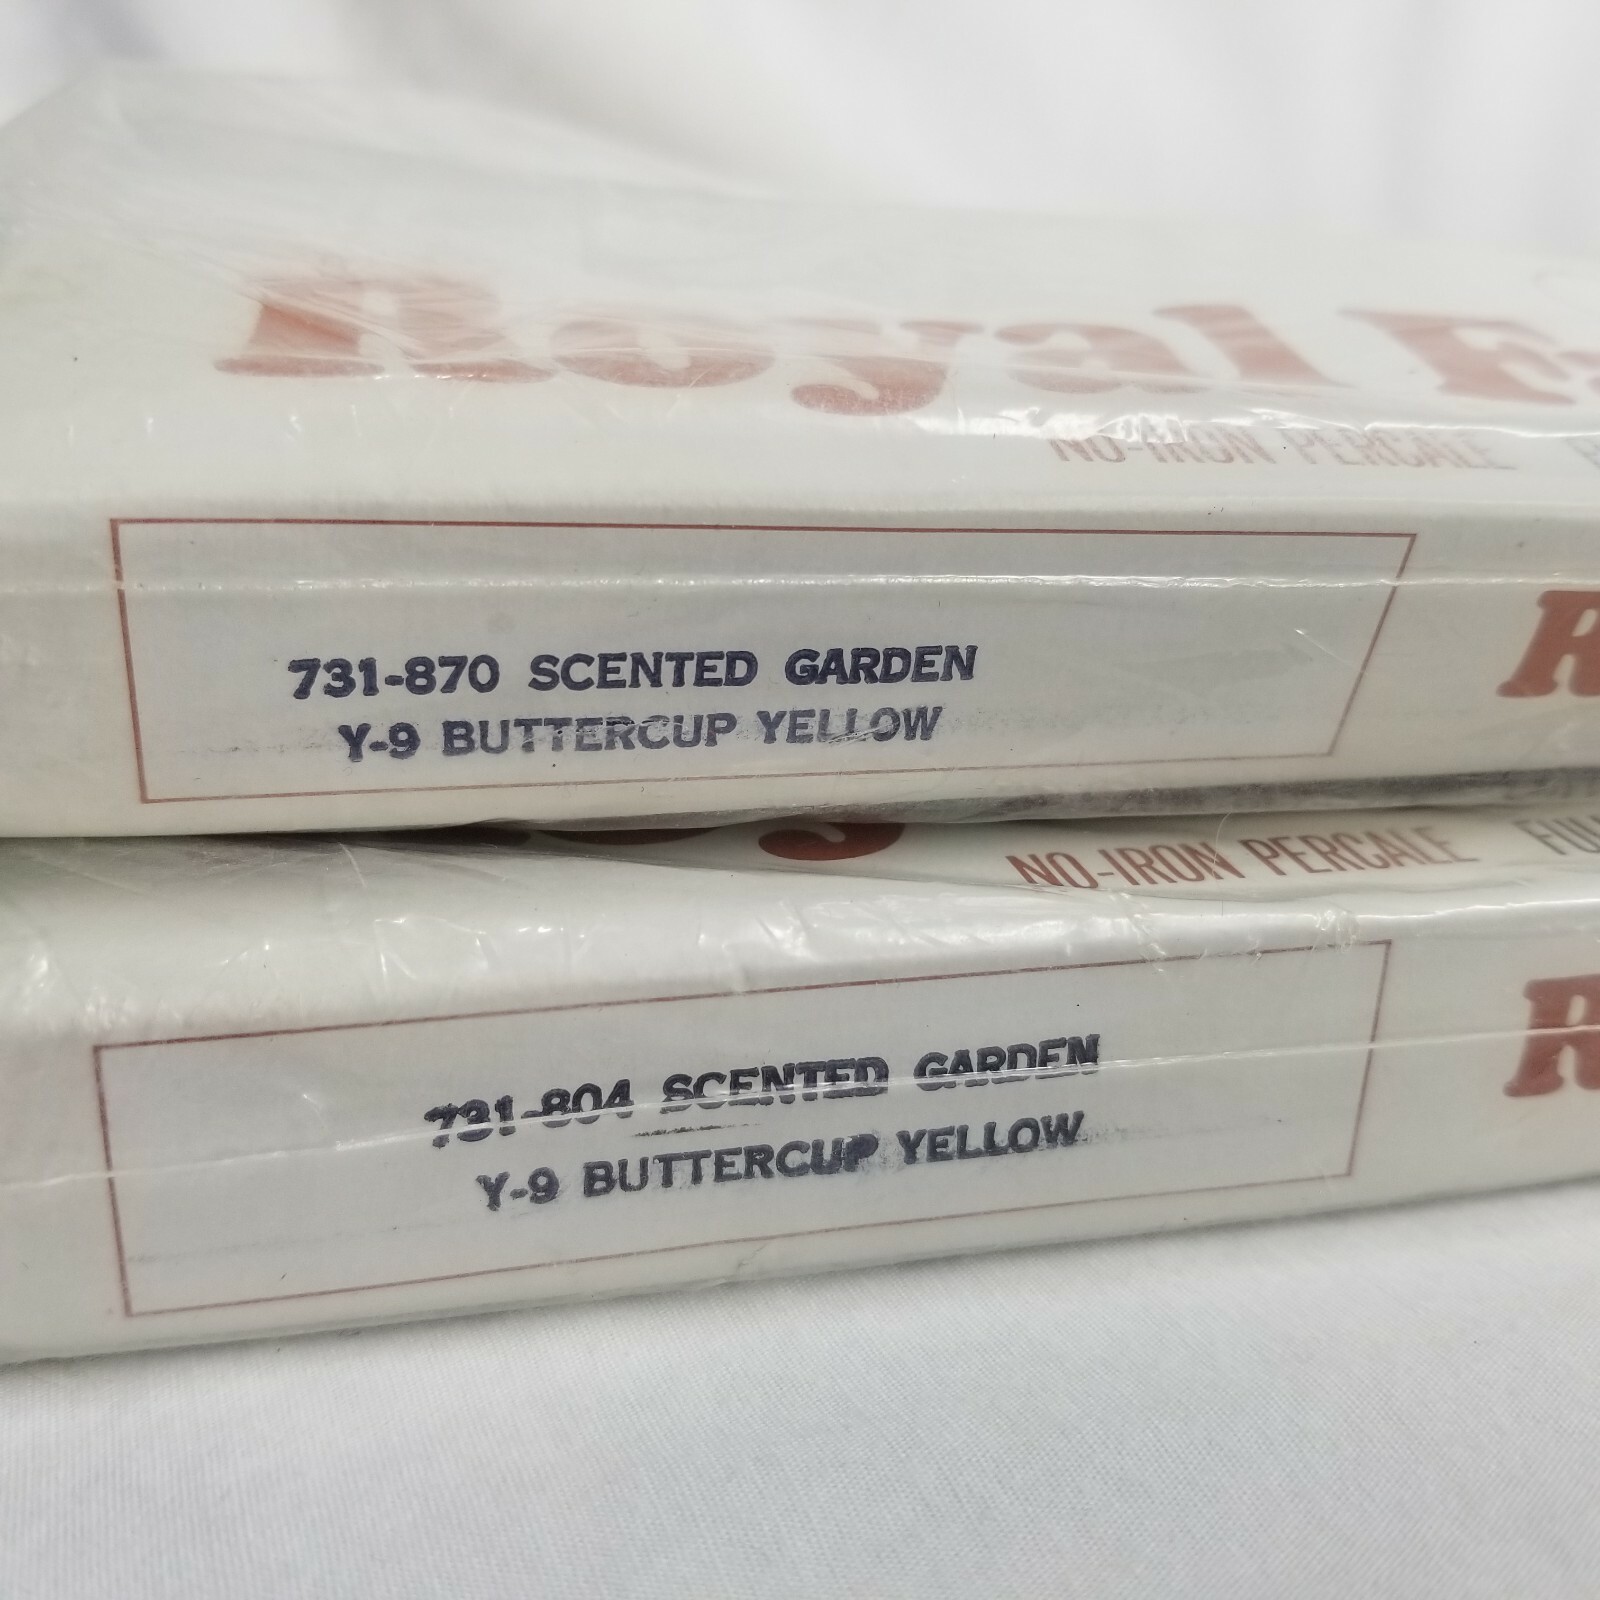 Royal
NO-IRON PERCALE
731-870 SCENTED GARDEN
Y-9 BUTTERCUP YELLOW
NO-IRON PERCALE
731-804 SCENTED GARDEN
Y-9 BUTTERCUP YELLOW